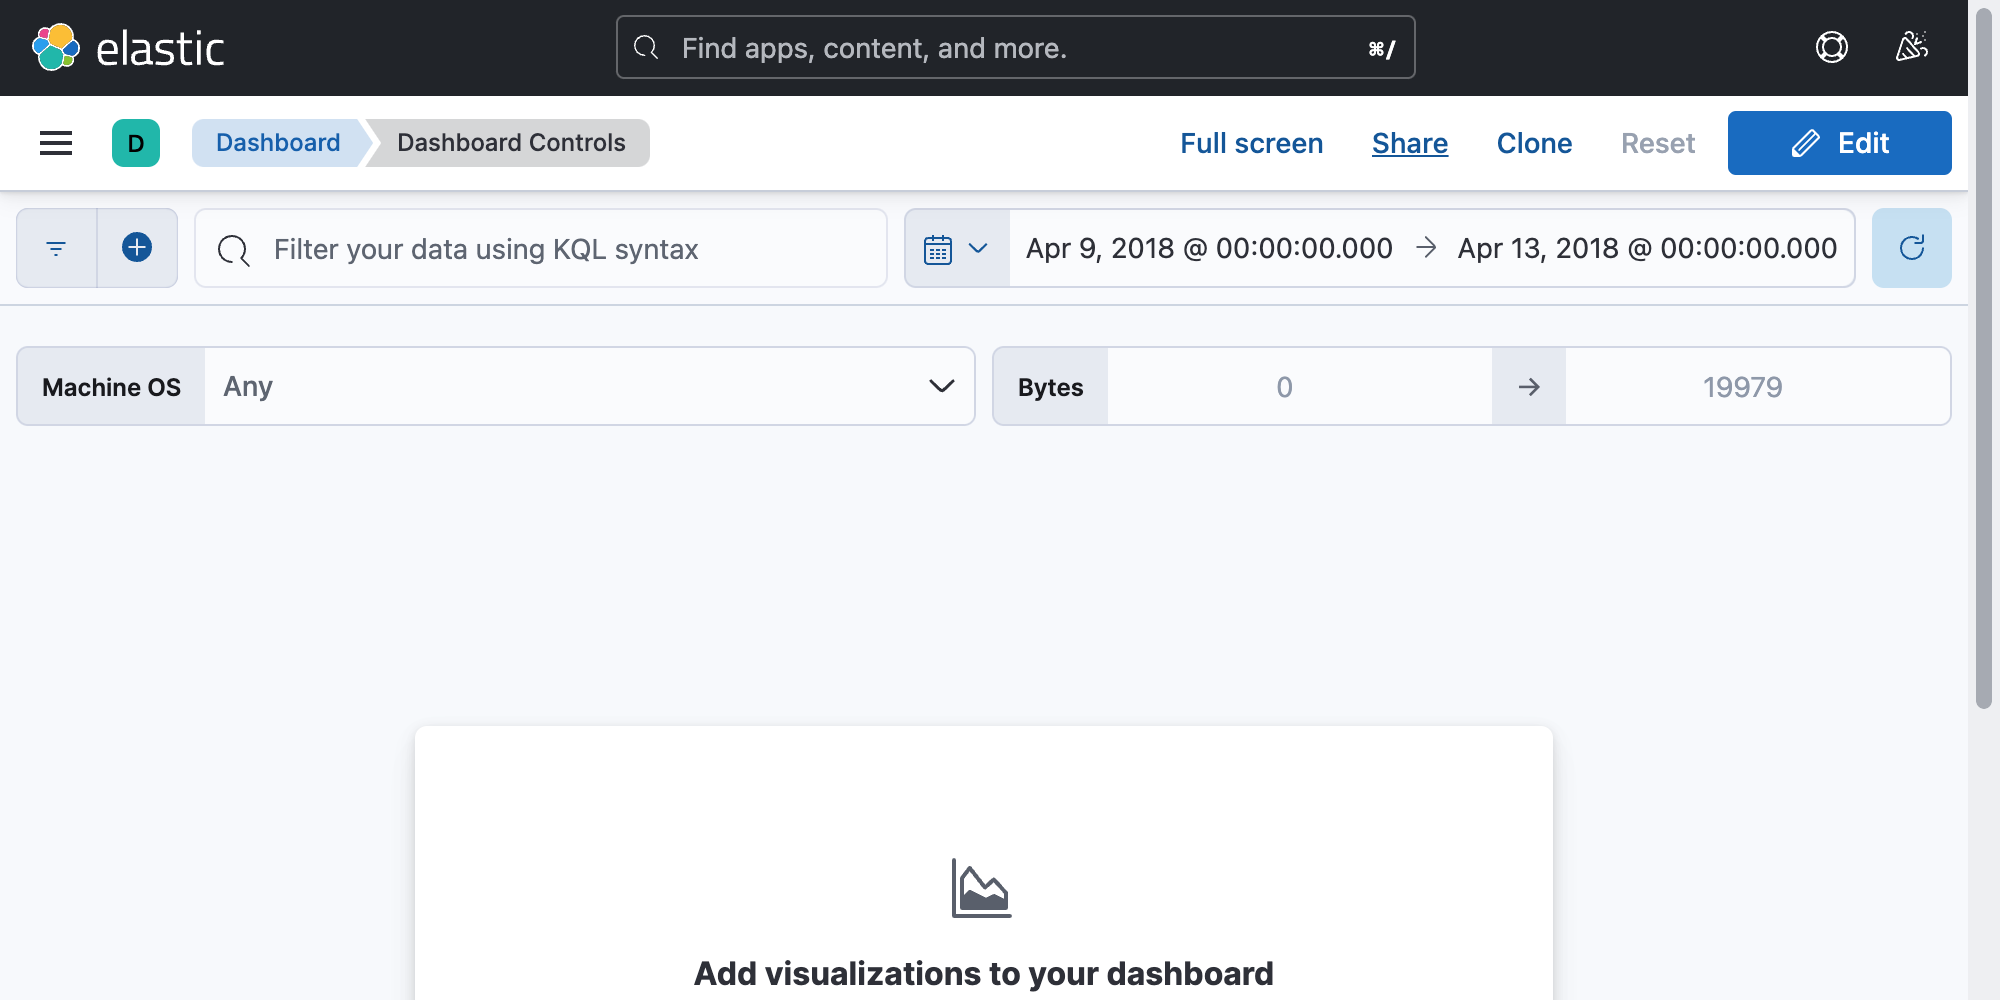 elastic
Find apps, content, and more.
⌘/
D
Dashboard
Dashboard Controls
Full screen
Share
Clone
Reset
Edit
Filter your data using KQL syntax
Apr 9, 2018 @ 00:00:00.000 → Apr 13, 2018 @ 00:00:00.000
Machine OS
Any
Bytes
0 → 19979
Add visualizations to your dashboard